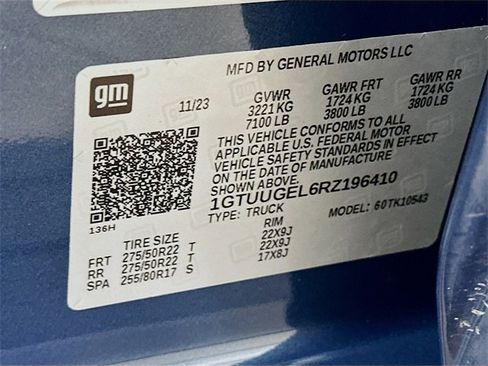 MFD BY GENERAL MOTORS LLC
gm
11/23 GVWR GAWR FRT GAWR RR
3221 KG 1724 KG 1724 KG
7100 LB 3800 LB 3800 LB
THIS VEHICLE CONFORMS TO ALL
APPLICABLE U.S. FEDERAL MOTOR
VEHICLE SAFETY STANDARDS IN EFFECT
ON THE DATE OF MANUFACTURE
SHOWN ABOVE.
1GTUUGEL6RZ196410
TYPE: TRUCK MODEL: 60TK10543
136H
TIRE SIZE RIM
FRT 275/50R22 T 22X9J
RR 275/50R22 T 22X9J
SPA 255/80R17 S 17X8J